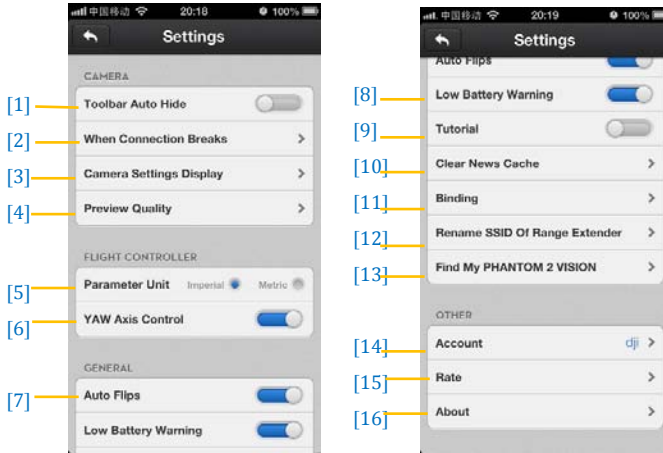 中国移动 20:18 100%
Settings
CAMERA
[1] Toolbar Auto Hide
[2] When Connection Breaks
[3] Camera Settings Display
[4] Preview Quality
FLIGHT CONTROLLER
[5] Parameter Unit Imperial Metric
[6] YAW Axis Control
GENERAL
[7] Auto Flips
Low Battery Warning
中国移动 20:19 100%
Settings
Auto Flips
[8] Low Battery Warning
[9] Tutorial
[10] Clear News Cache
[11] Binding
[12] Rename SSID Of Range Extender
[13] Find My PHANTOM 2 VISION
OTHER
[14] Account dji
[15] Rate
[16] About